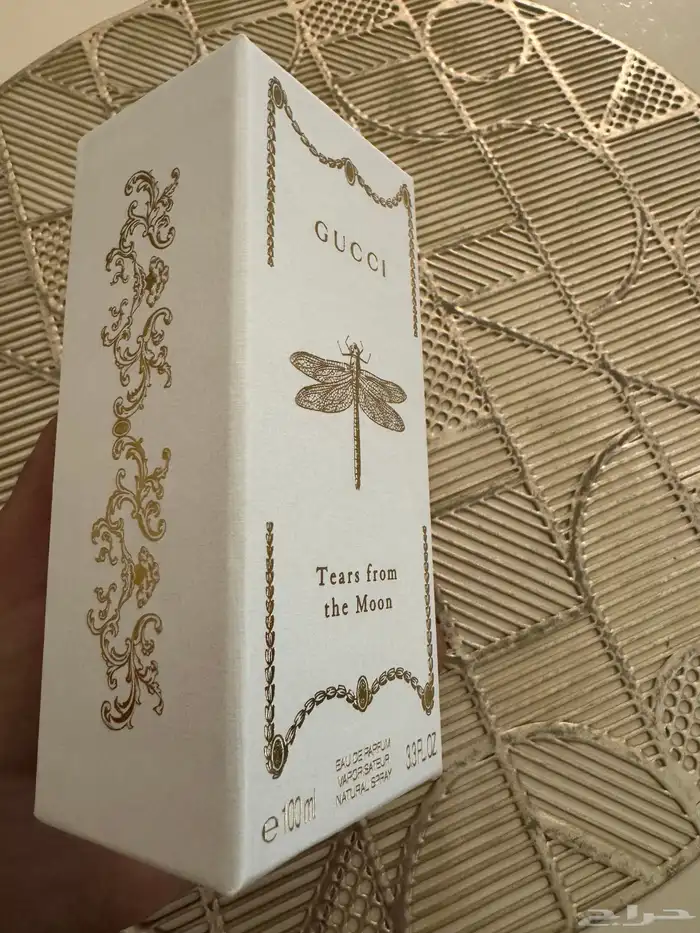 GUCCI
Tears from
the Moon
EAU DE PARFUM
VAPORISATEUR
NATURAL SPRAY
e 100 ml
3.3 FL.OZ
حراج